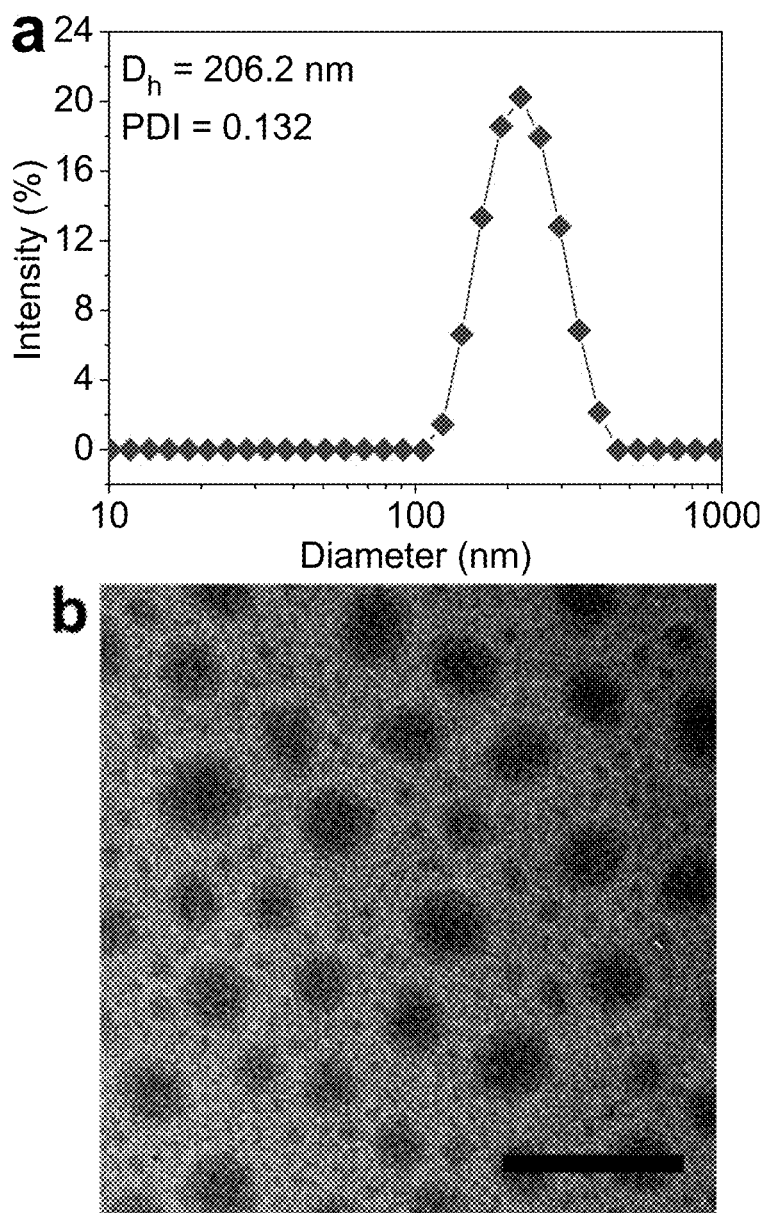 a
24
20
16
12
8
4
0
Intensity (%)
Dₕ = 206.2 nm
PDI = 0.132
10 100 1000
Diameter (nm)
b